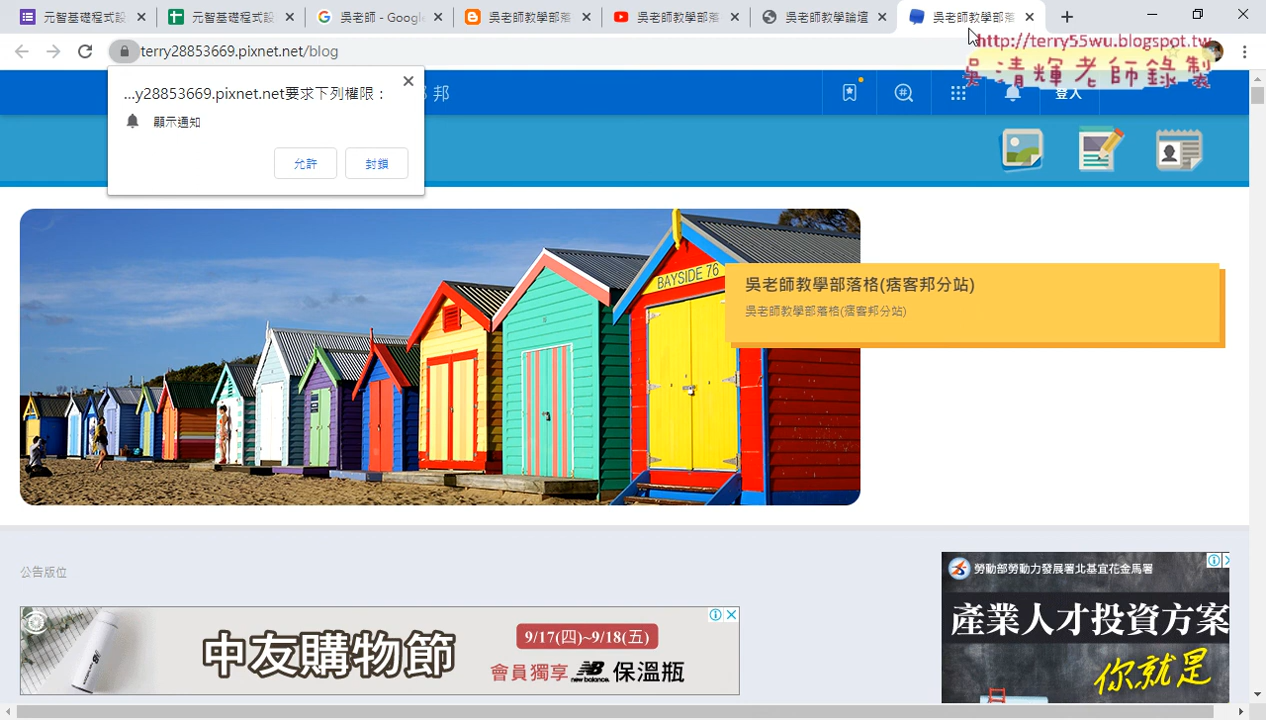 元智基礎程式設
元智基礎程式設
吳老師 - Google
吳老師教學部落
吳老師教學部落
吳老師教學論壇
吳老師教學部落
terry28853669.pixnet.net/blog
http://terry55wu.blogspot.tw
吳清輝老師錄製
...y28853669.pixnet.net要求下列權限：
顯示通知
允許
封鎖
邦
登入
BAYSIDE 76
吳老師教學部落格(痞客邦分站)
吳老師教學部落格(痞客邦分站)
公告版位
中友購物節
9/17(四)~9/18(五)
會員獨享 new balance. 保溫瓶
勞動部勞動力發展署北基宜花金馬署
產業人才投資方案
你就是